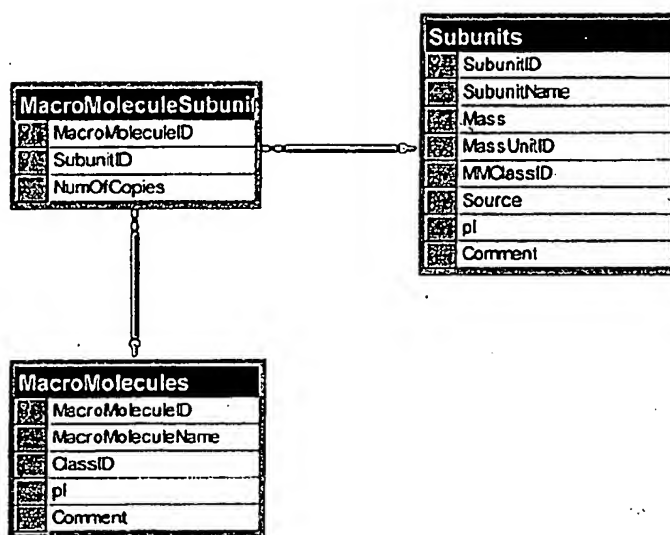 Subunits
SubunitID
SubunitName
Mass
MassUnitID
MMClassID
Source
pI
Comment
MacroMoleculeSubunit
MacroMoleculeID
SubunitID
NumOfCopies
MacroMolecules
MacroMoleculeID
MacroMoleculeName
ClassID
pI
Comment